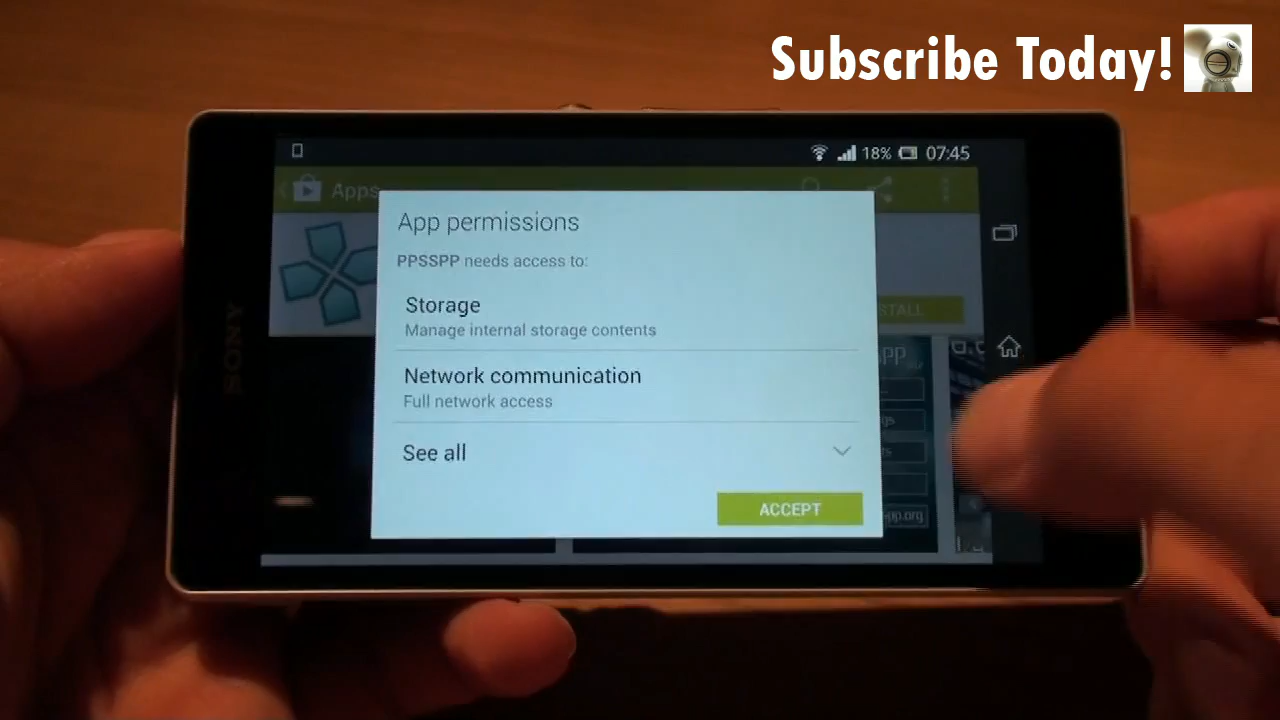 Subscribe Today!
18% 07:45
Apps
App permissions
PPSSPP needs access to:
Storage
Manage internal storage contents
Network communication
Full network access
See all
ACCEPT
SONY